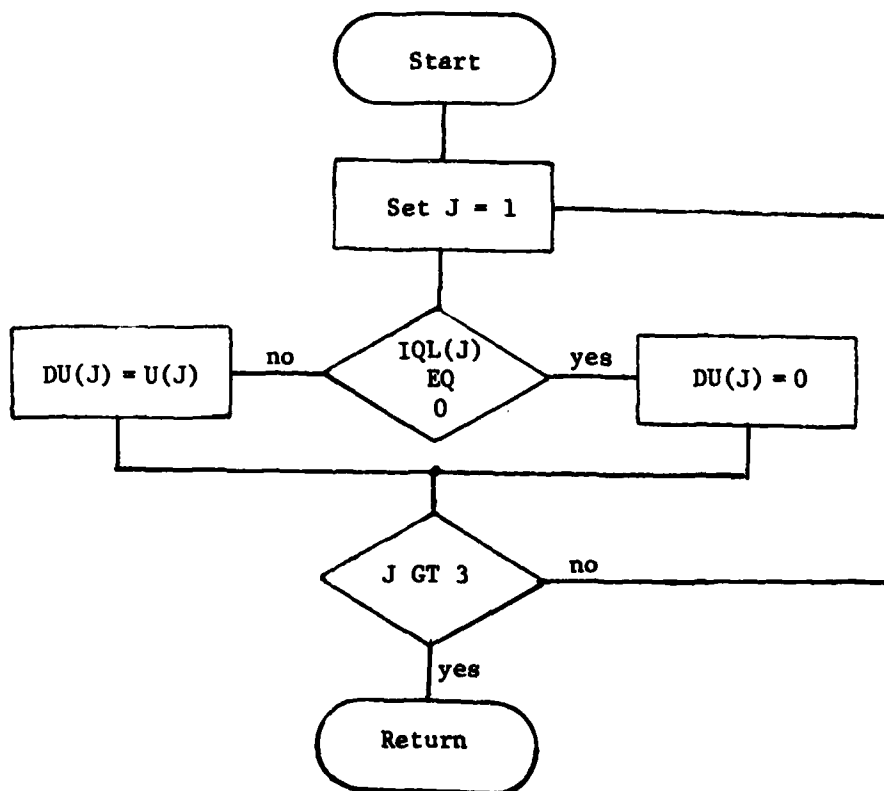 Start
Set J = 1
IQL(J)
EQ
0
no
yes
DU(J) = U(J)
DU(J) = 0
J GT 3
no
yes
Return